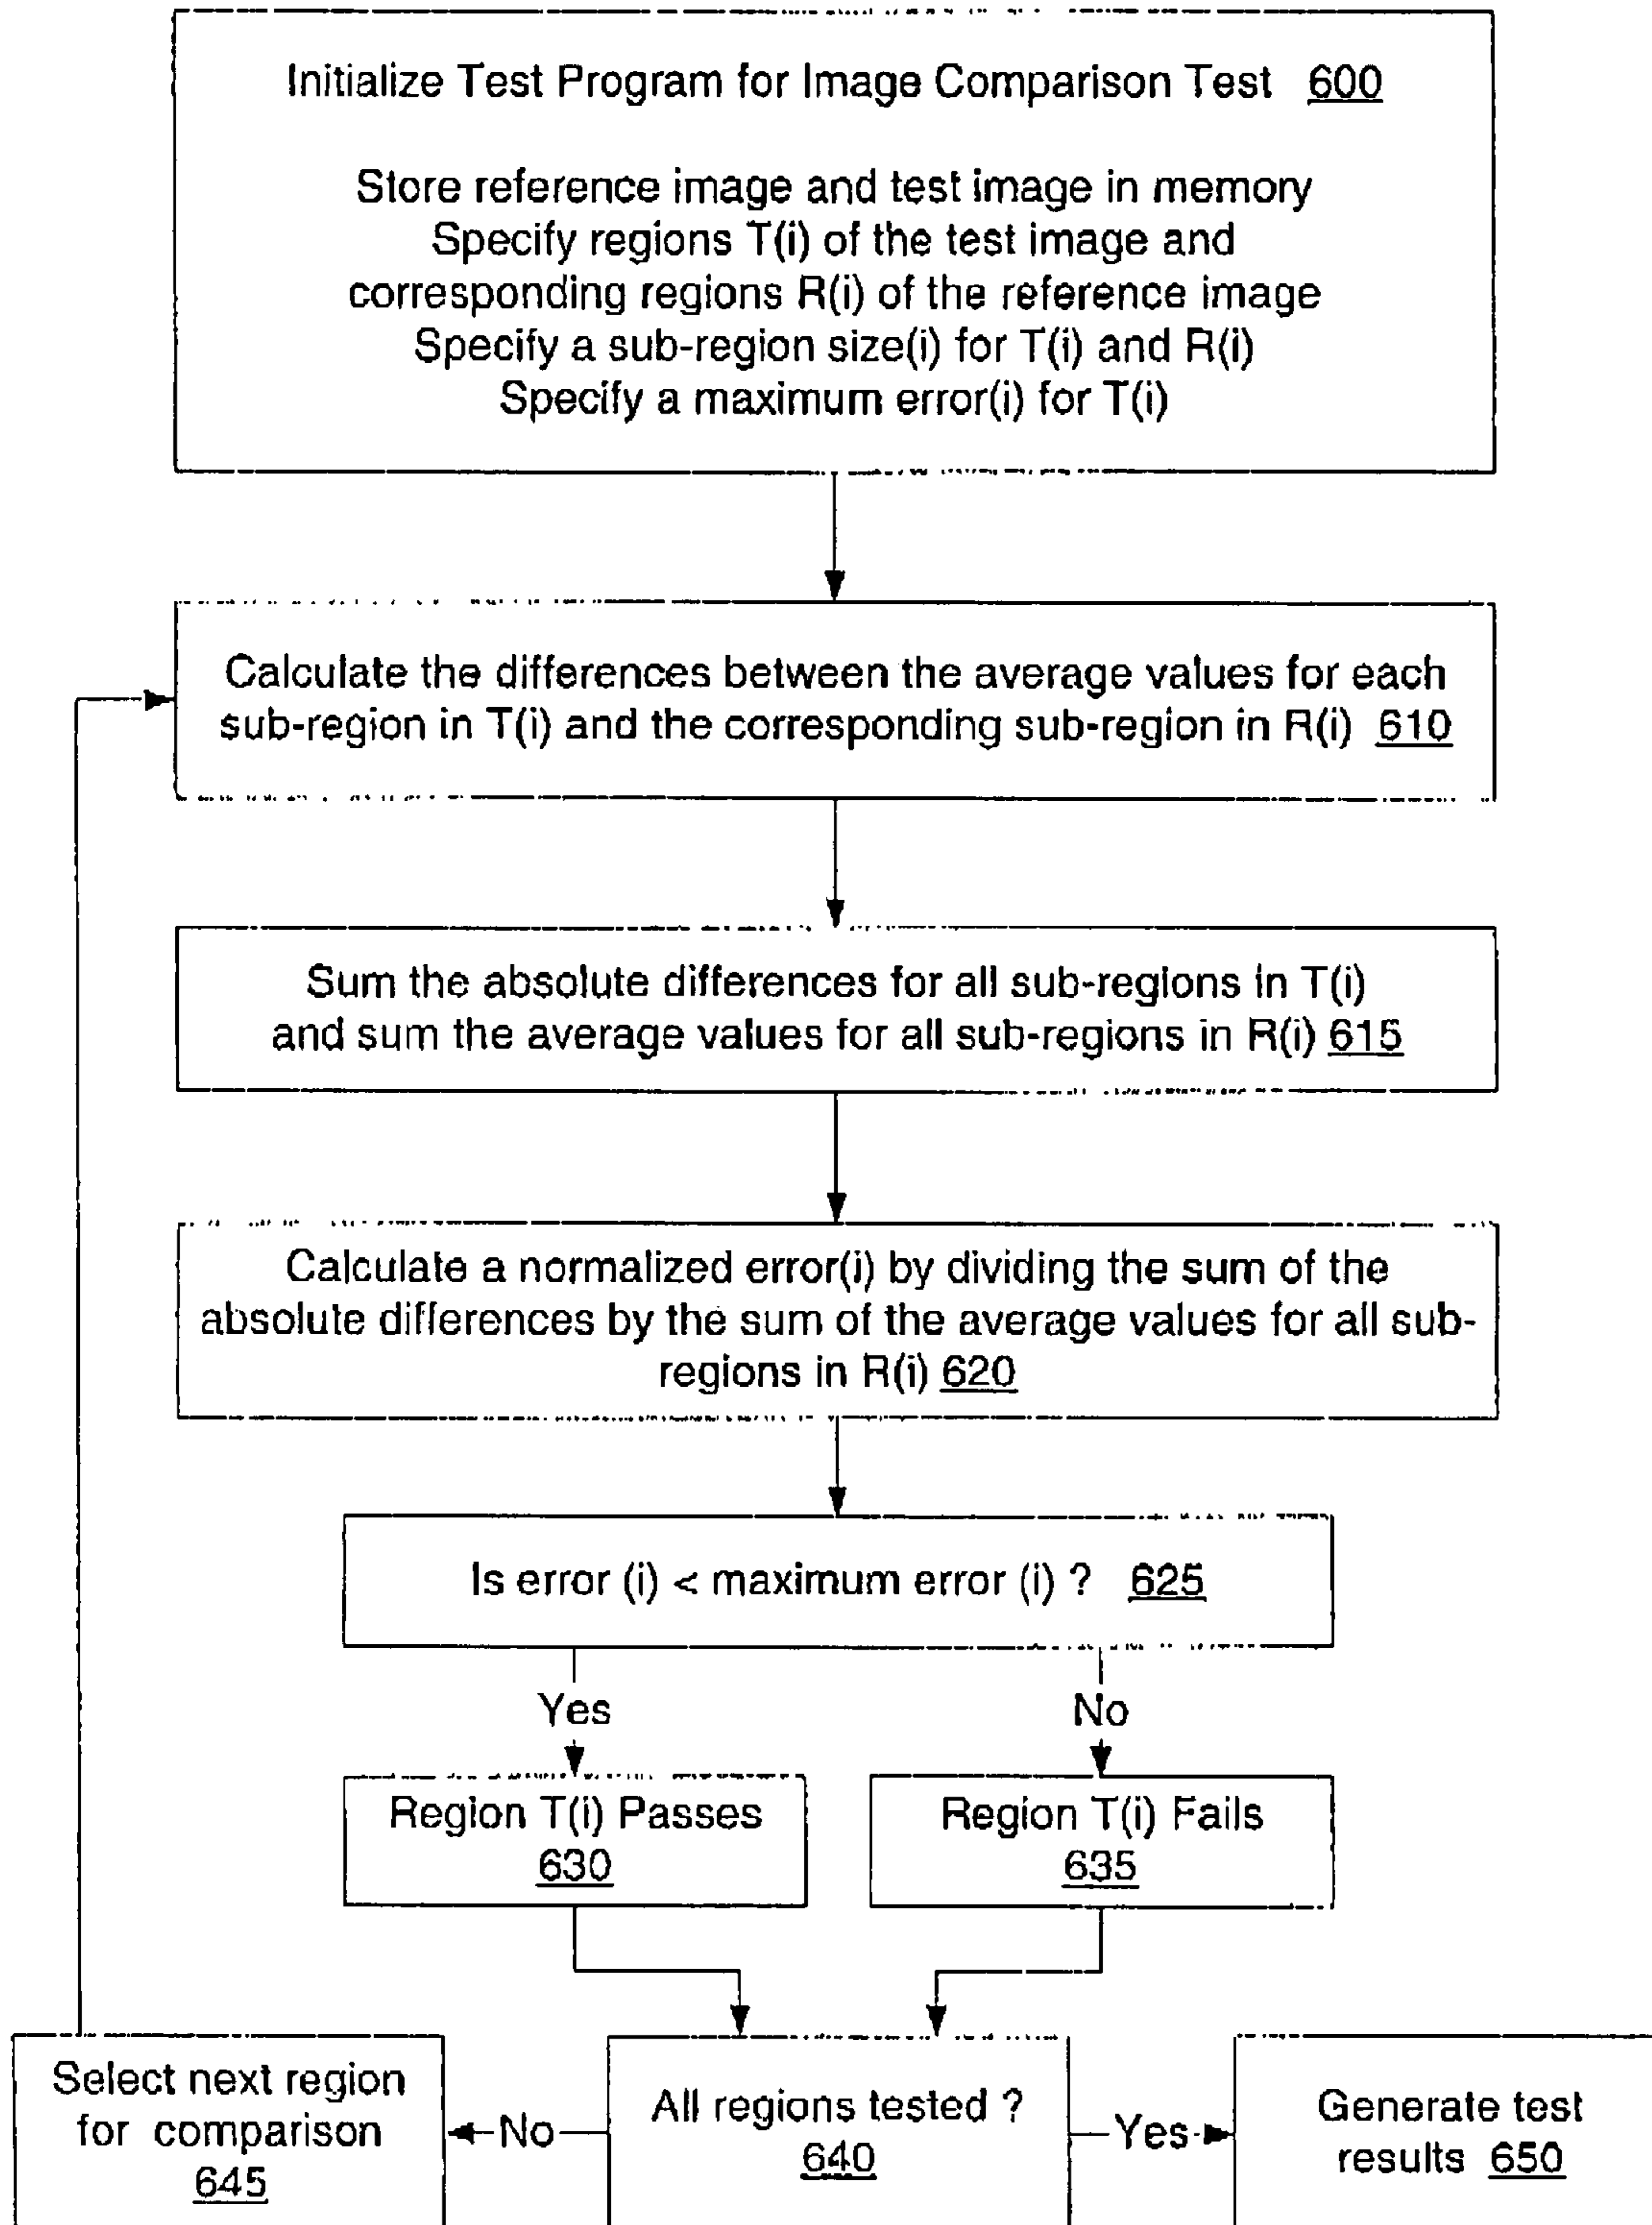 Initialize Test Program for Image Comparison Test 600
Store reference image and test image in memory
Specify regions T(i) of the test image and
corresponding regions R(i) of the reference image
Specify a sub-region size(i) for T(i) and R(i)
Specify a maximum error(i) for T(i)
Calculate the differences between the average values for each
sub-region in T(i) and the corresponding sub-region in R(i) 610
Sum the absolute differences for all sub-regions in T(i)
and sum the average values for all sub-regions in R(i) 615
Calculate a normalized error(i) by dividing the sum of the
absolute differences by the sum of the average values for all sub-
regions in R(i) 620
Is error (i) < maximum error (i) ? 625
Yes
No
Region T(i) Passes
630
Region T(i) Fails
635
Select next region
for comparison
645
No
All regions tested ?
640
Yes
Generate test
results 650